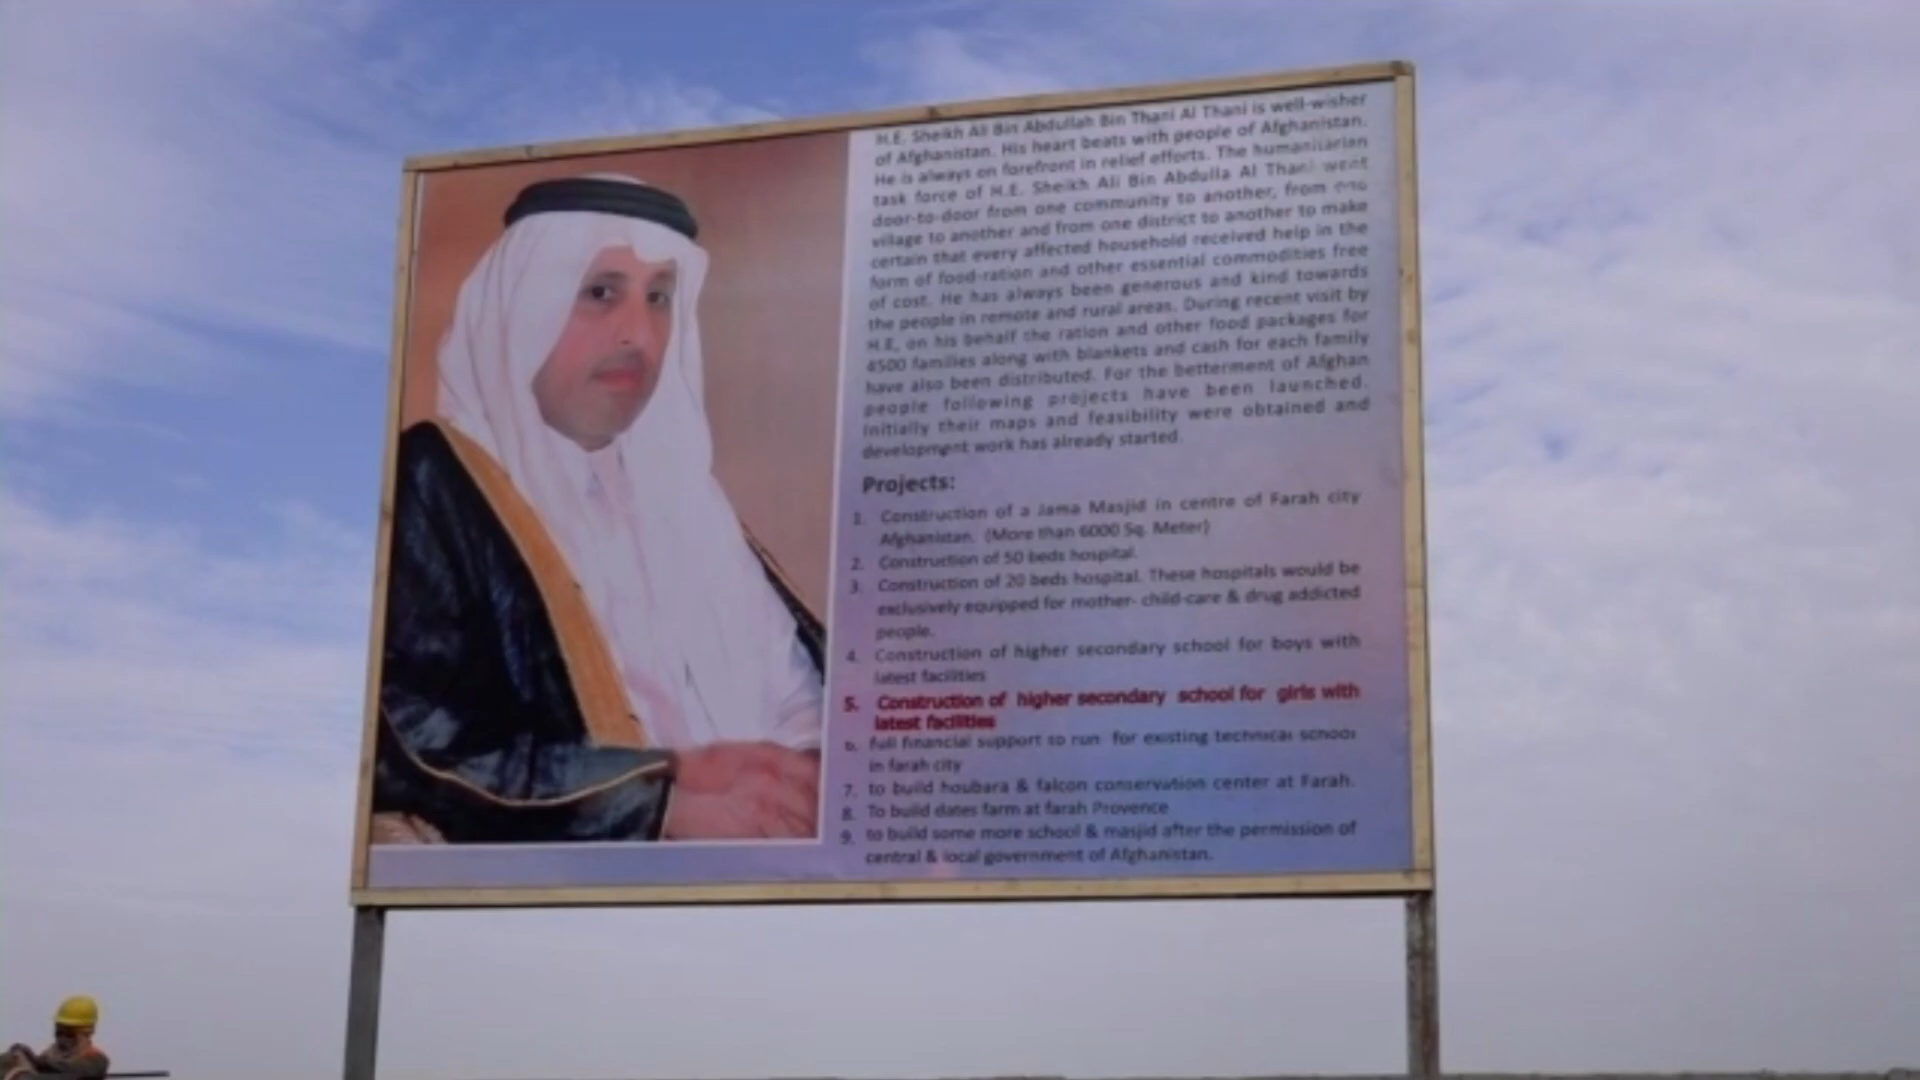 H.E. Sheikh Ali Bin Abdullah Bin Thani Al Thani is well-wisher
of Afghanistan. His heart beats with people of Afghanistan.
He is always on forefront in relief efforts. The humanitarian
task force of H.E. Sheikh Ali Bin Abdulla Al Thani went
door-to-door from one community to another, from one
village to another and from one district to another to make
certain that every affected household received help in the
form of food-ration and other essential commodities free
of cost. He has always been generous and kind towards
the people in remote and rural areas. During recent visit by
H.E, on his behalf the ration and other food packages for
4500 families along with blankets and cash for each family
have also been distributed. For the betterment of Afghan
people following projects have been launched.
Initially their maps and feasibility were obtained and
development work has already started.
Projects:
1. Construction of a Jama Masjid in centre of Farah city
Afghanistan. (More than 6000 Sq. Meter)
2. Construction of 50 beds hospital.
3. Construction of 20 beds hospital. These hospitals would be
exclusively equipped for mother- child-care & drug addicted
people.
4. Construction of higher secondary school for boys with
latest facilities
5. Construction of higher secondary school for girls with
latest facilities
6. full financial support to run for existing technical school
in farah city
7. to build houbara & falcon conservation center at Farah.
8. To build dates farm at farah Provence
9. to build some more school & masjid after the permission of
central & local government of Afghanistan.